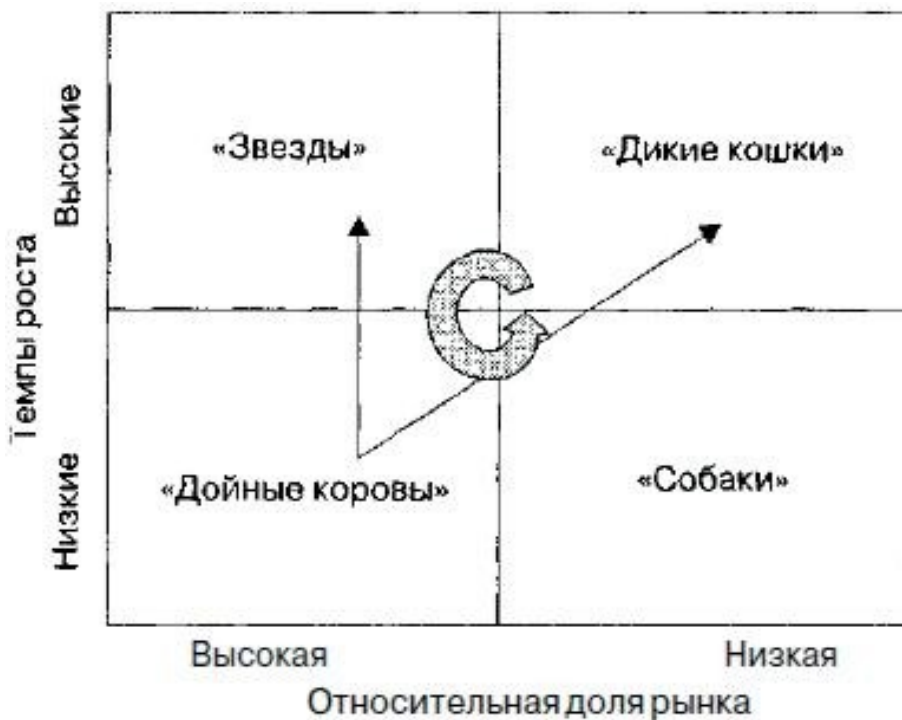 Темпы роста
Высокие
Низкие
«Звезды»
«Дикие кошки»
«Дойные коровы»
«Собаки»
Высокая
Низкая
Относительная доля рынка